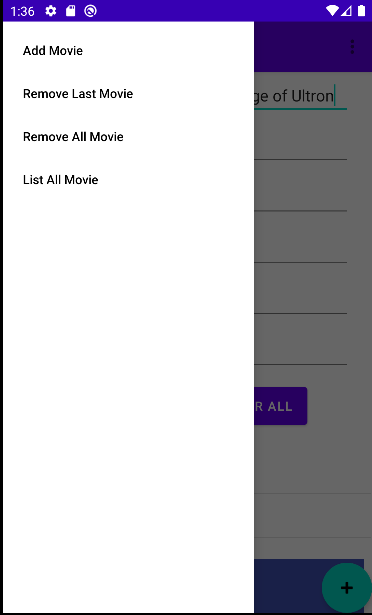 1:36
Add Movie
ge of Ultron
Remove Last Movie
Remove All Movie
List All Movie
R ALL
+